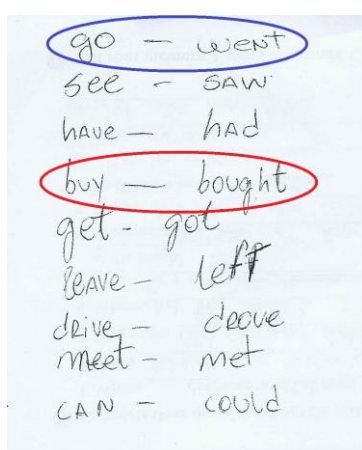 go - went
see - SAW
hAve - hAd
buy - bought
get - got
leAve - left
dRive - dRove
meet - met
CAN - could